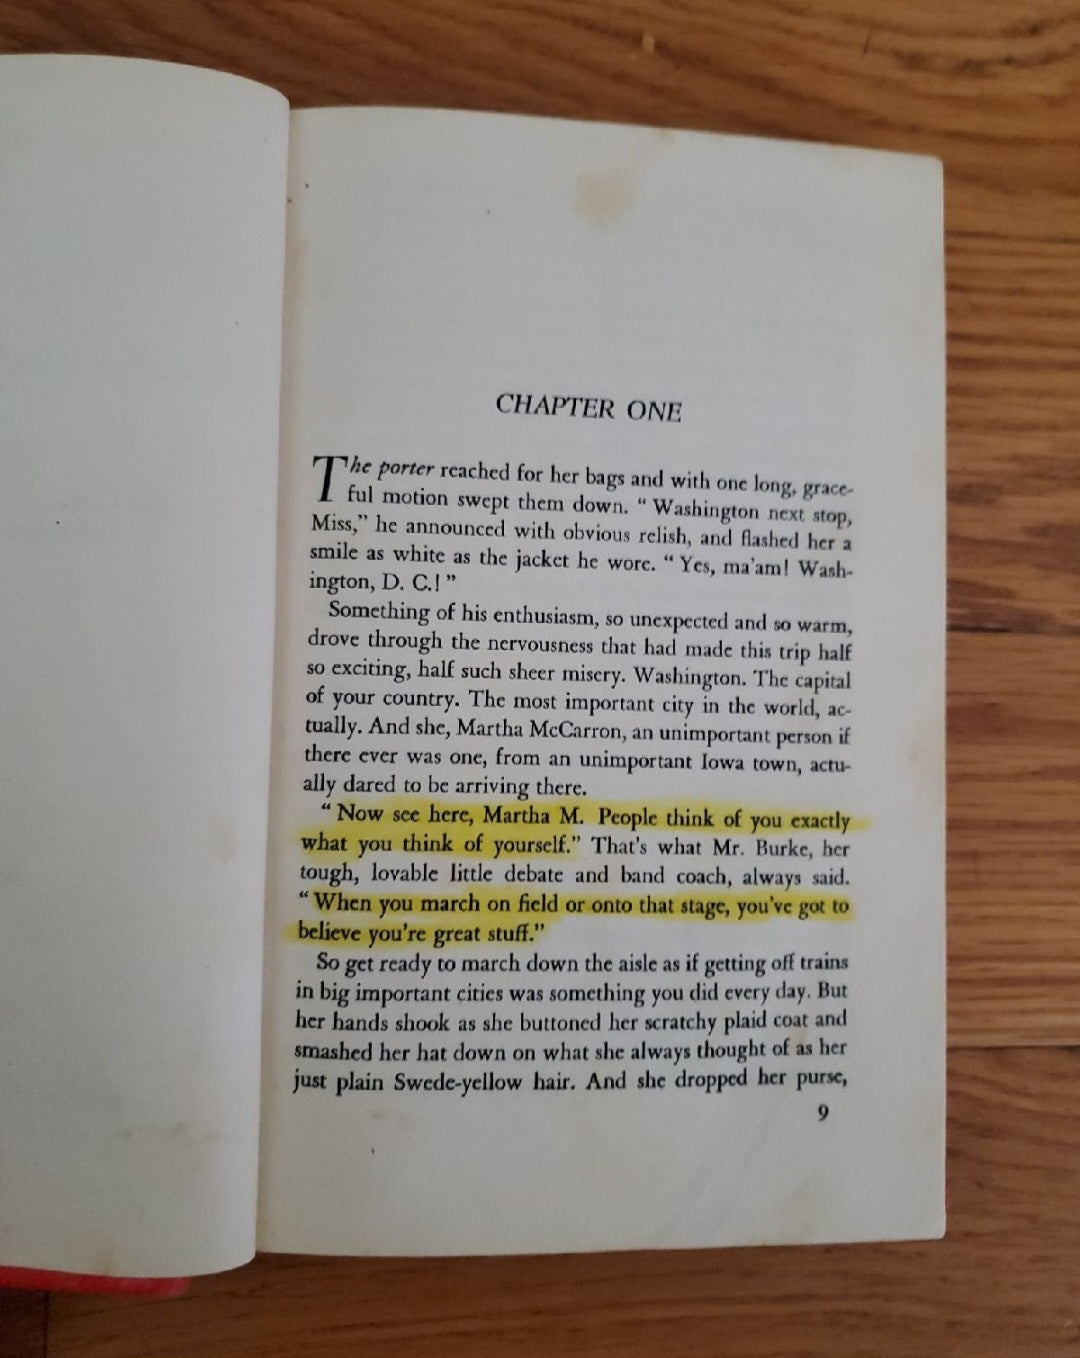 CHAPTER ONE
The porter reached for her bags and with one long, grace-
ful motion swept them down. "Washington next stop,
Miss," he announced with obvious relish, and flashed her a
smile as white as the jacket he wore. "Yes, ma'am! Wash-
ington, D. C.!"
Something of his enthusiasm, so unexpected and so warm,
drove through the nervousness that had made this trip half
so exciting, half such sheer misery. Washington. The capital
of your country. The most important city in the world, ac-
tually. And she, Martha McCarron, an unimportant person if
there ever was one, from an unimportant Iowa town, actu-
ally dared to be arriving there.
"Now see here, Martha M. People think of you exactly
what you think of yourself." That's what Mr. Burke, her
tough, lovable little debate and band coach, always said.
"When you march on field or onto that stage, you've got to
believe you're great stuff."
So get ready to march down the aisle as if getting off trains
in big important cities was something you did every day. But
her hands shook as she buttoned her scratchy plaid coat and
smashed her hat down on what she always thought of as her
just plain Swede-yellow hair. And she dropped her purse,
9